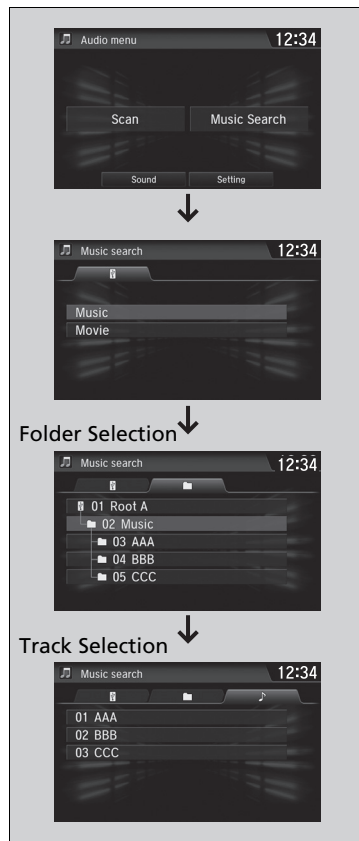 Audio menu 12:34
Scan Music Search
Sound Setting
Music search 12:34
Music
Movie
Folder Selection
Music search 12:34
01 Root A
02 Music
03 AAA
04 BBB
05 CCC
Track Selection
Music search 12:34
01 AAA
02 BBB
03 CCC